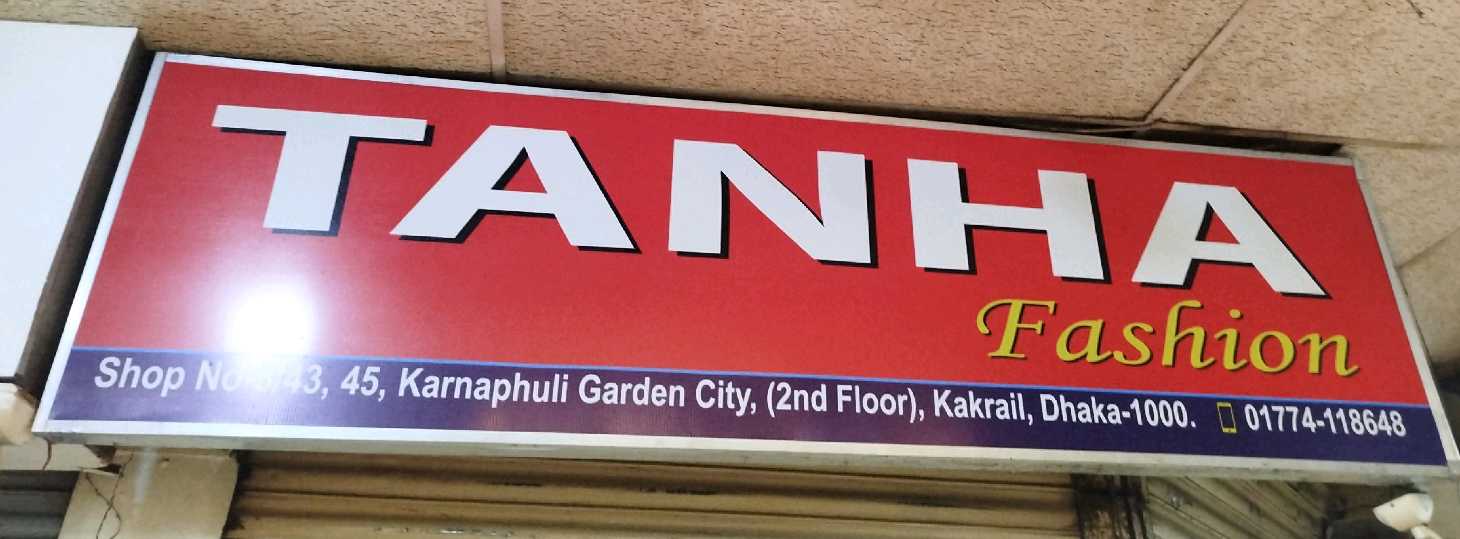 TANHA
Fashion
Shop No 43, 45, Karnaphuli Garden City, (2nd Floor), Kakrail, Dhaka-1000. 01774-118648